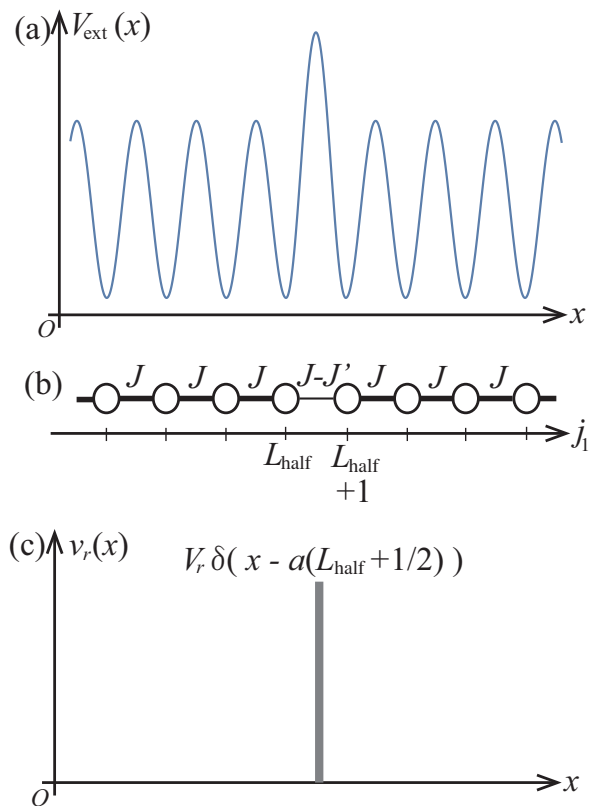 (a) V_ext (x)
O
x
(b) J J J J-J’ J J J
j_1
L_half L_half
+1
(c) v_r(x)
V_r δ( x - a(L_half +1/2) )
O
x